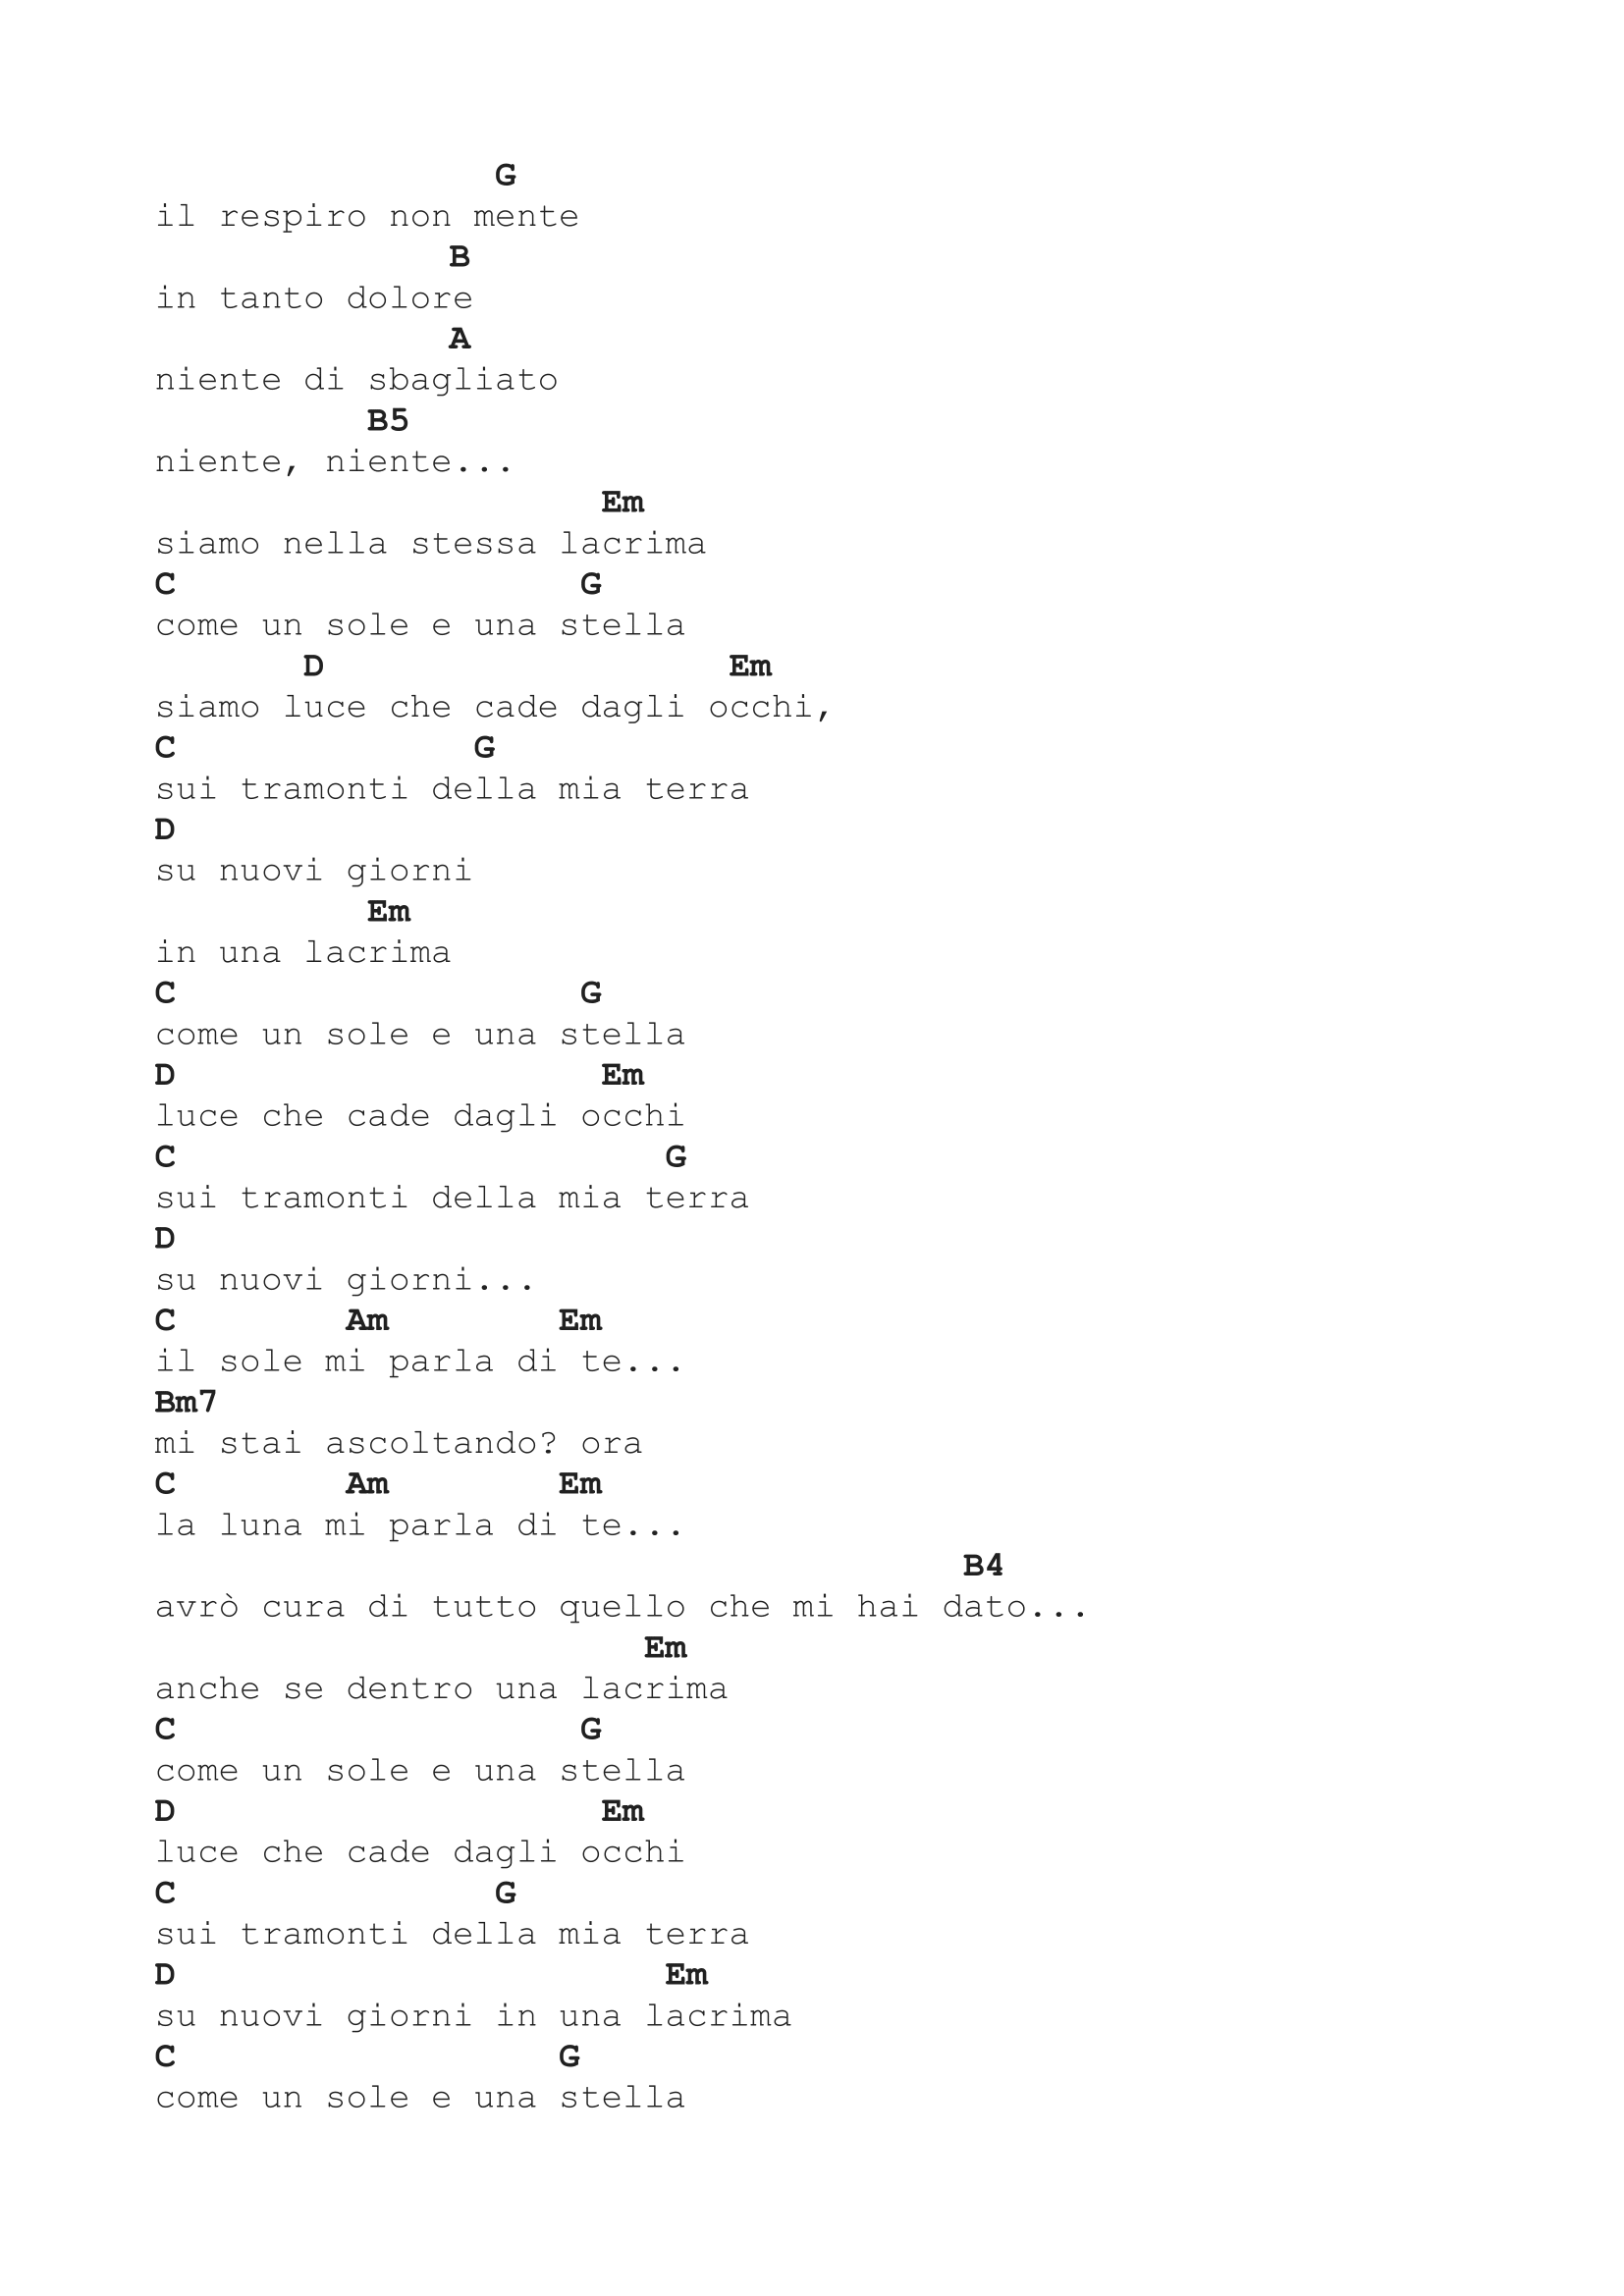 G
il respiro non mente
B
in tanto dolore
A
niente di sbagliato
B5
niente, niente...
Em
siamo nella stessa lacrima
C G
come un sole e una stella
D Em
siamo luce che cade dagli occhi,
C G
sui tramonti della mia terra
D
su nuovi giorni
Em
in una lacrima
C G
come un sole e una stella
D Em
luce che cade dagli occhi
C G
sui tramonti della mia terra
D
su nuovi giorni...
C Am Em
il sole mi parla di te...
Bm7
mi stai ascoltando? ora
C Am Em
la luna mi parla di te...
B4
avrò cura di tutto quello che mi hai dato...
Em
anche se dentro una lacrima
C G
come un sole e una stella
D Em
luce che cade dagli occhi
C G
sui tramonti della mia terra
D Em
su nuovi giorni in una lacrima
C G
come un sole e una stella